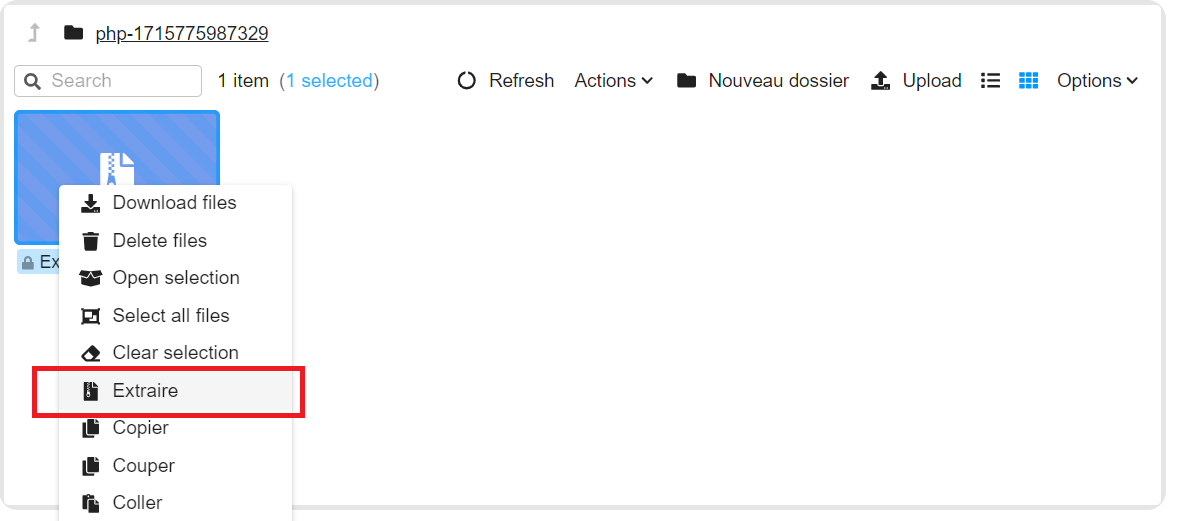 php-1715775987329
Search 1 item (1 selected) Refresh Actions Nouveau dossier Upload Options
Download files
Delete files
Ex
Open selection
Select all files
Clear selection
Extraire
Copier
Couper
Coller